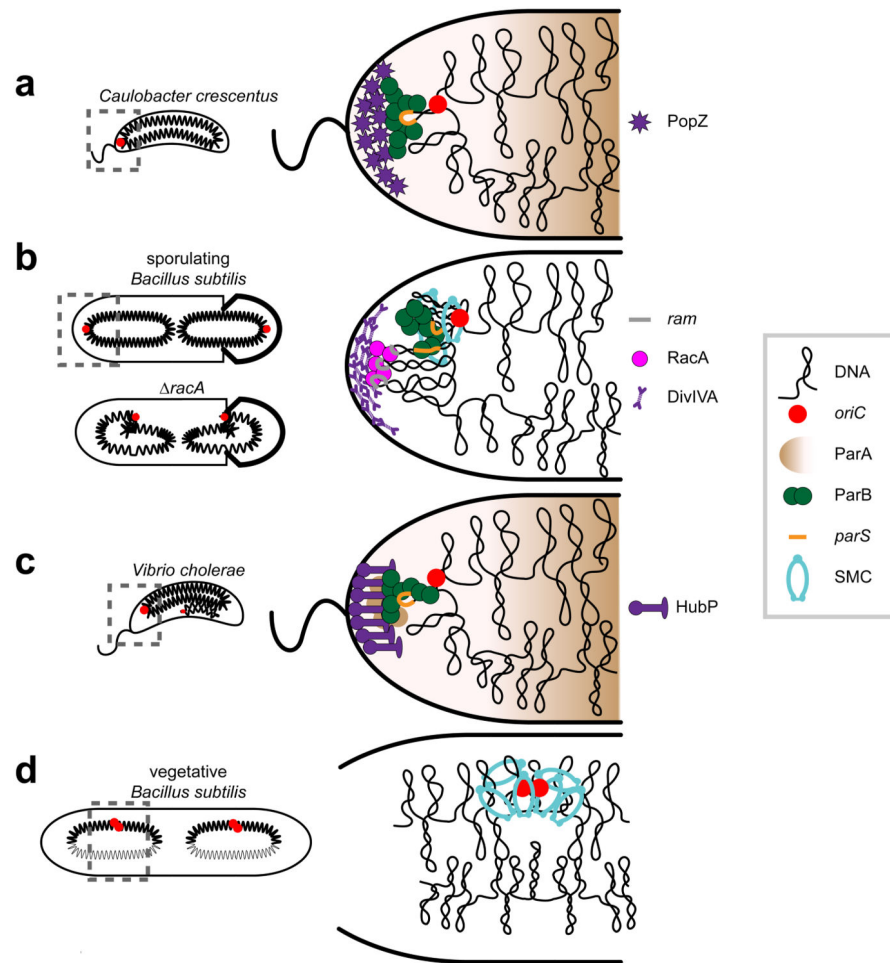 a
Caulobacter crescentus
PopZ
b
sporulating
Bacillus subtilis
ΔracA
ram
RacA
DivIVA
c
Vibrio cholerae
HubP
d
vegetative
Bacillus subtilis
DNA
oriC
ParA
ParB
parS
SMC